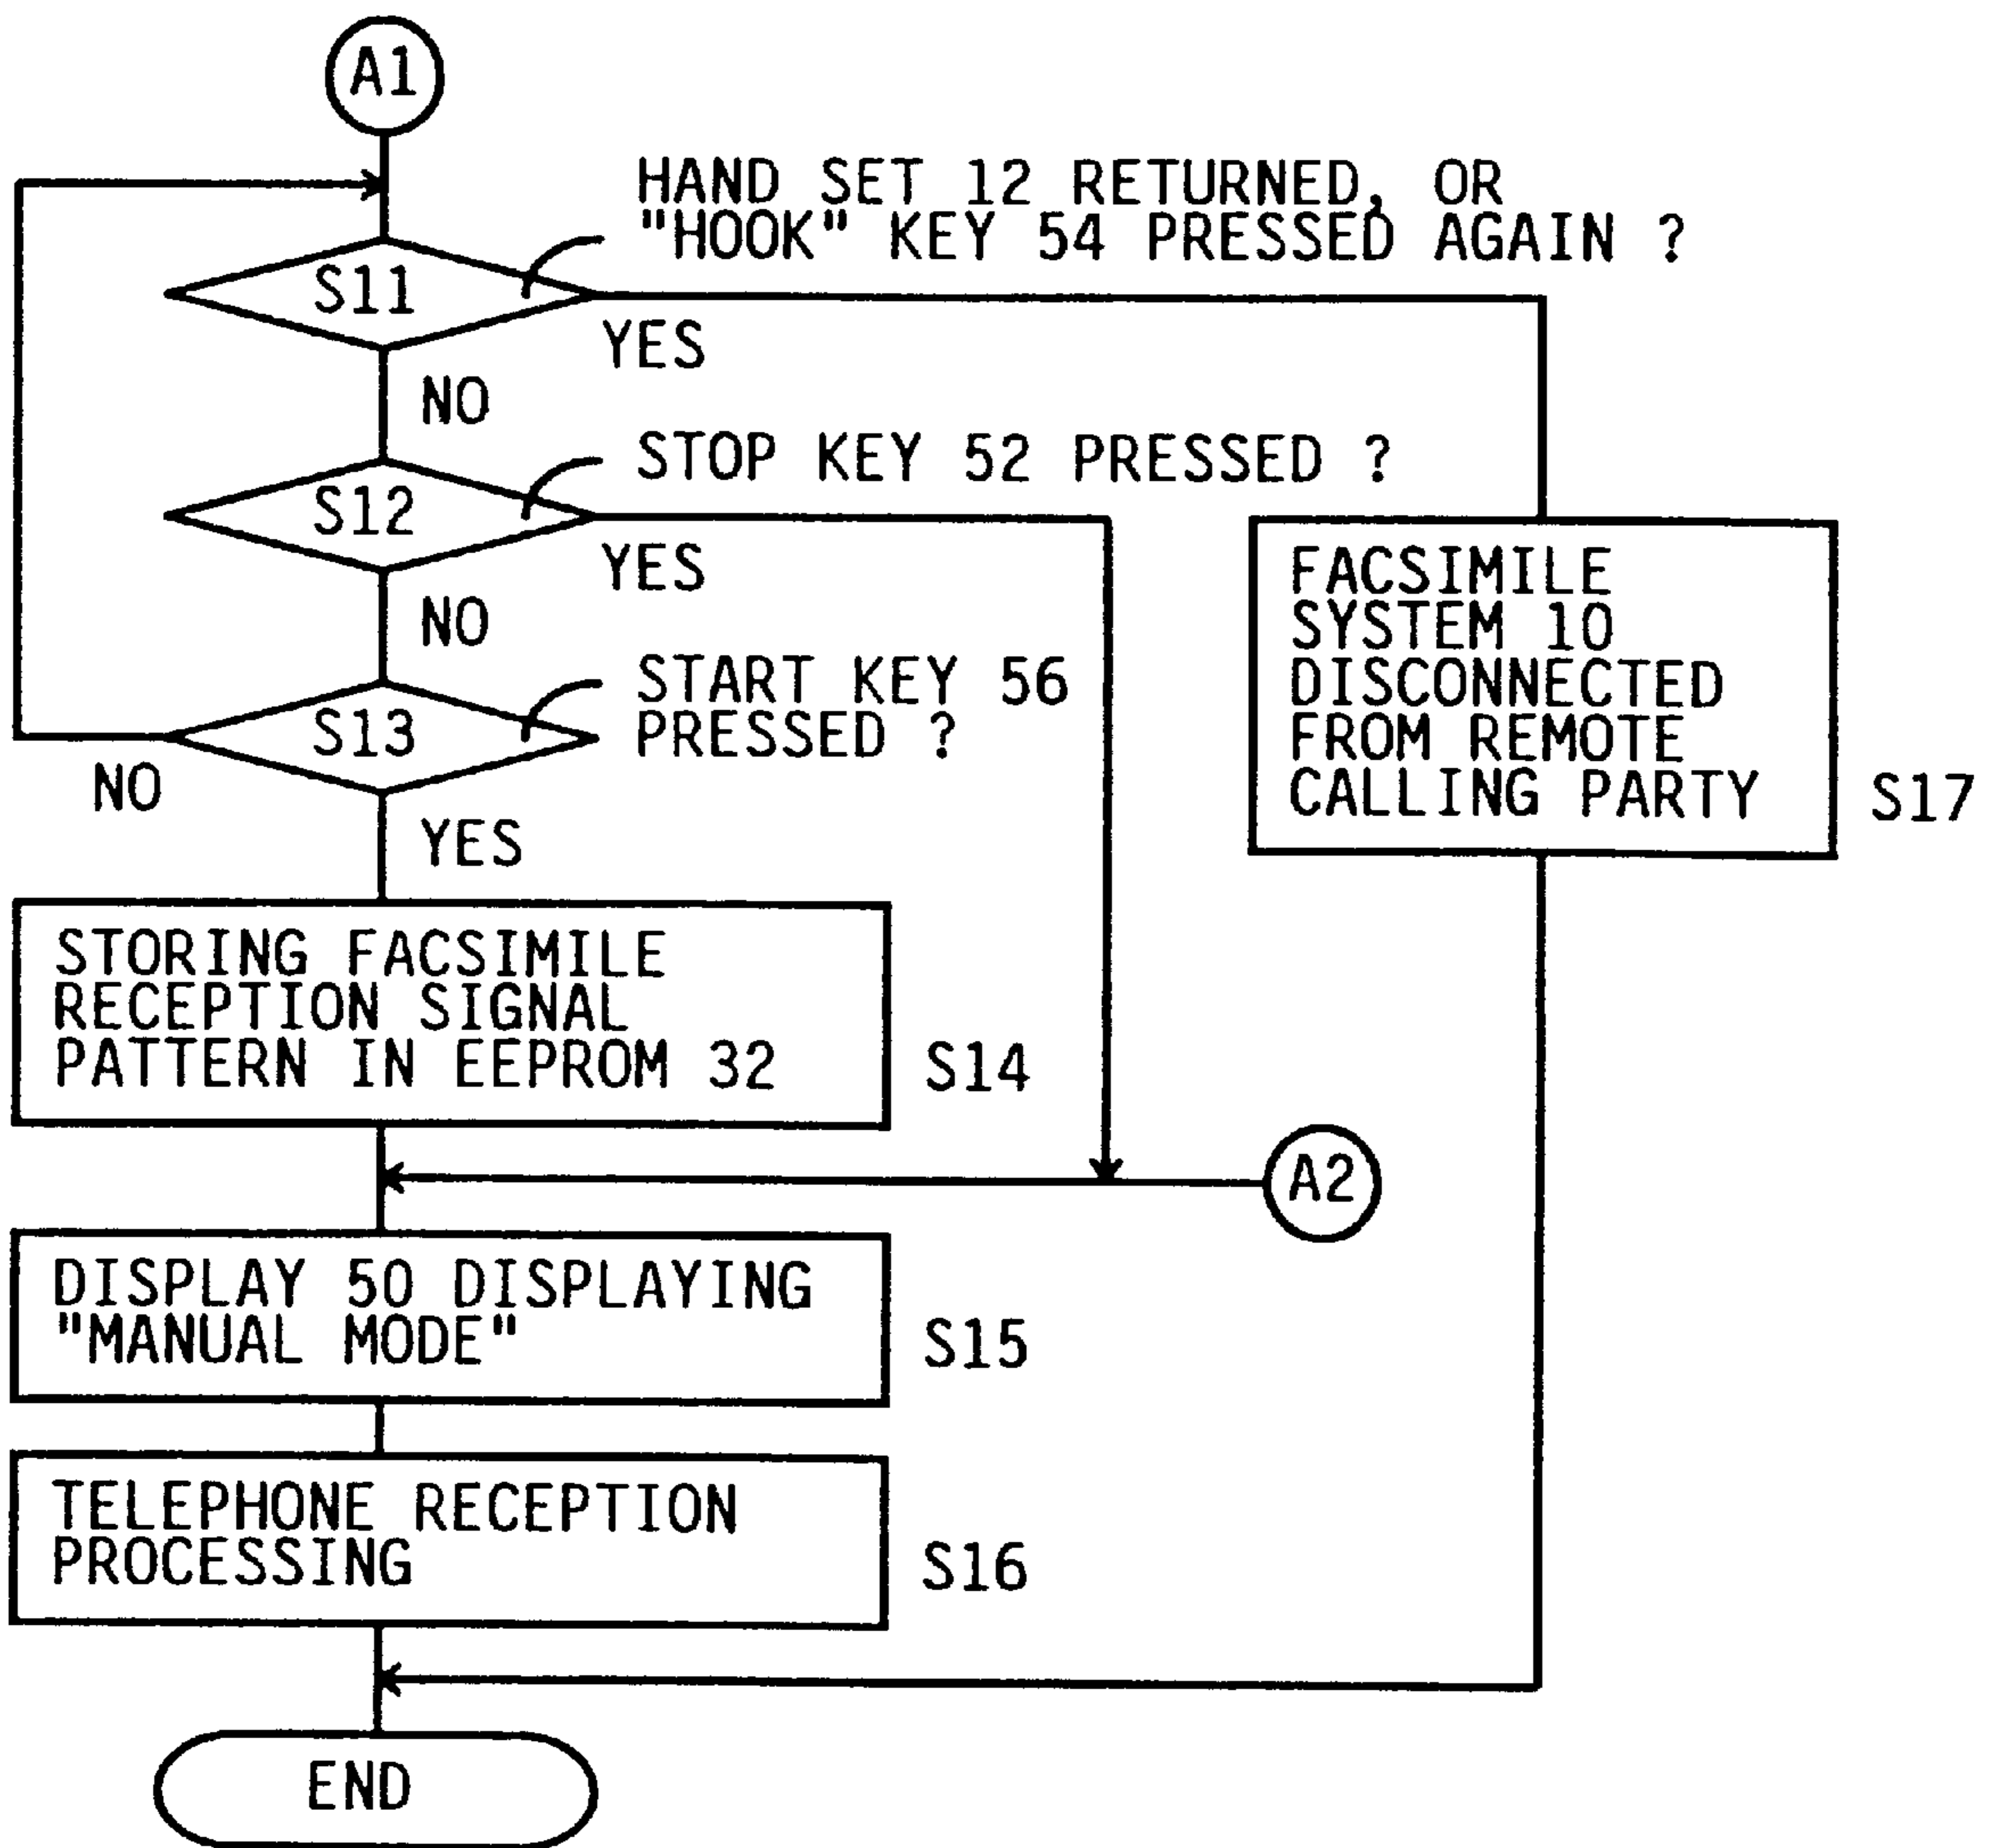 A1
HAND SET 12 RETURNED, OR
"HOOK" KEY 54 PRESSED AGAIN ?
S11
YES
NO
STOP KEY 52 PRESSED ?
S12
YES
NO
START KEY 56
PRESSED ?
S13
NO
YES
FACSIMILE
SYSTEM 10
DISCONNECTED
FROM REMOTE
CALLING PARTY
S17
STORING FACSIMILE
RECEPTION SIGNAL
PATTERN IN EEPROM 32
S14
A2
DISPLAY 50 DISPLAYING
"MANUAL MODE"
S15
TELEPHONE RECEPTION
PROCESSING
S16
END